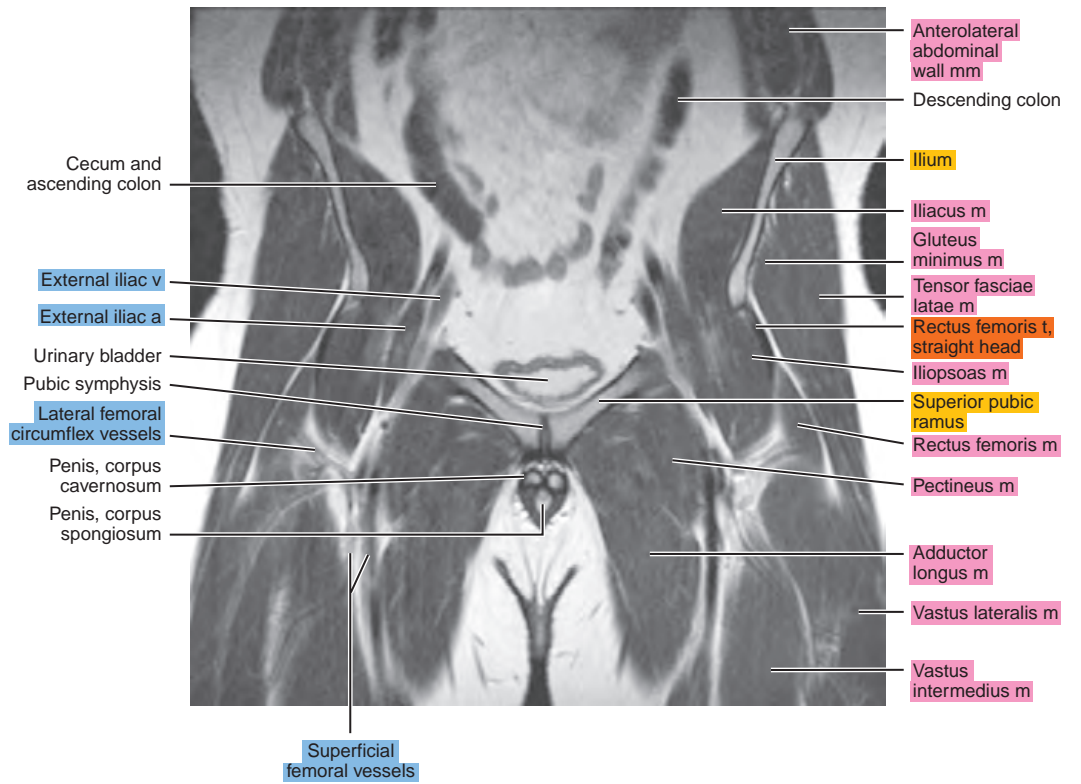 Anterolateral
abdominal
wall mm
Descending colon
Cecum and
ascending colon
Ilium
Iliacus m
Gluteus
minimus m
External iliac v
Tensor fasciae
latae m
External iliac a
Rectus femoris t,
straight head
Urinary bladder
Iliopsoas m
Pubic symphysis
Superior pubic
ramus
Lateral femoral
circumflex vessels
Rectus femoris m
Penis, corpus
cavernosum
Pectineus m
Penis, corpus
spongiosum
Adductor
longus m
Vastus lateralis m
Vastus
intermedius m
Superficial
femoral vessels